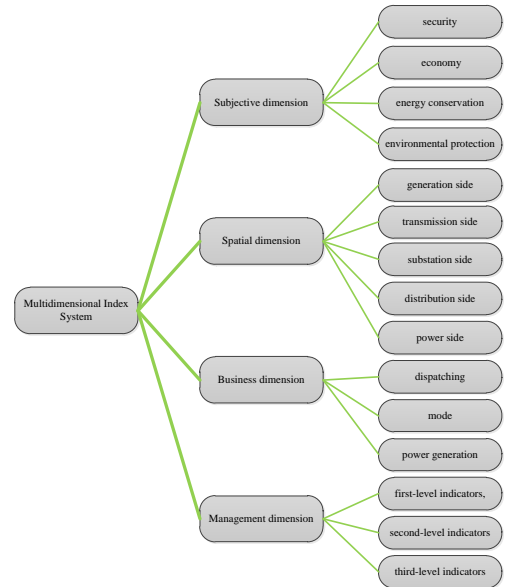 Multidimensional Index
System
Subjective dimension
security
economy
energy conservation
environmental protection
Spatial dimension
generation side
transmission side
substation side
distribution side
power side
Business dimension
dispatching
mode
power generation
Management dimension
first-level indicators,
second-level indicators
third-level indicators